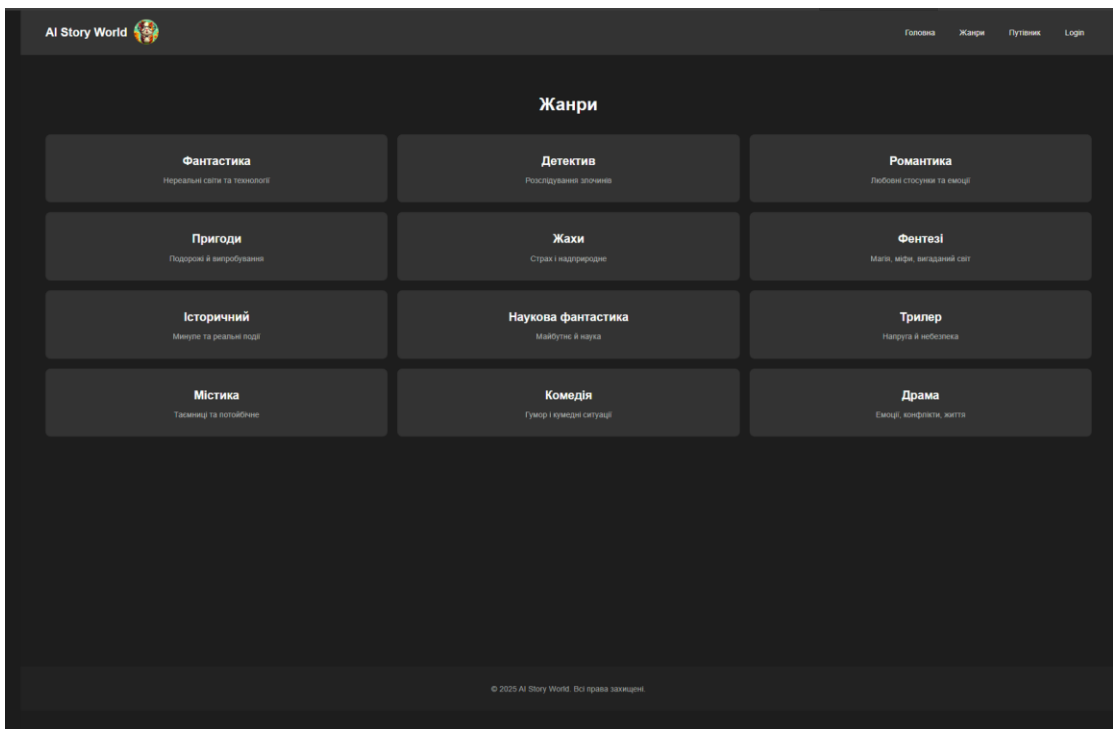 AI Story World
Головна Жанри Путівник Login
Жанри
Фантастика
Нереальні світи та технології
Детектив
Розслідування злочинів
Романтика
Любовні стосунки та емоції
Пригоди
Подорожі й випробування
Жахи
Страх і надприродне
Фентезі
Магія, міфи, вигаданий світ
Історичний
Минуле та реальні події
Наукова фантастика
Майбутнє й наука
Трилер
Напруга й небезпека
Містика
Таємниці та потойбічне
Комедія
Гумор і кумедні ситуації
Драма
Емоції, конфлікти, життя
© 2025 AI Story World. Всі права захищені.